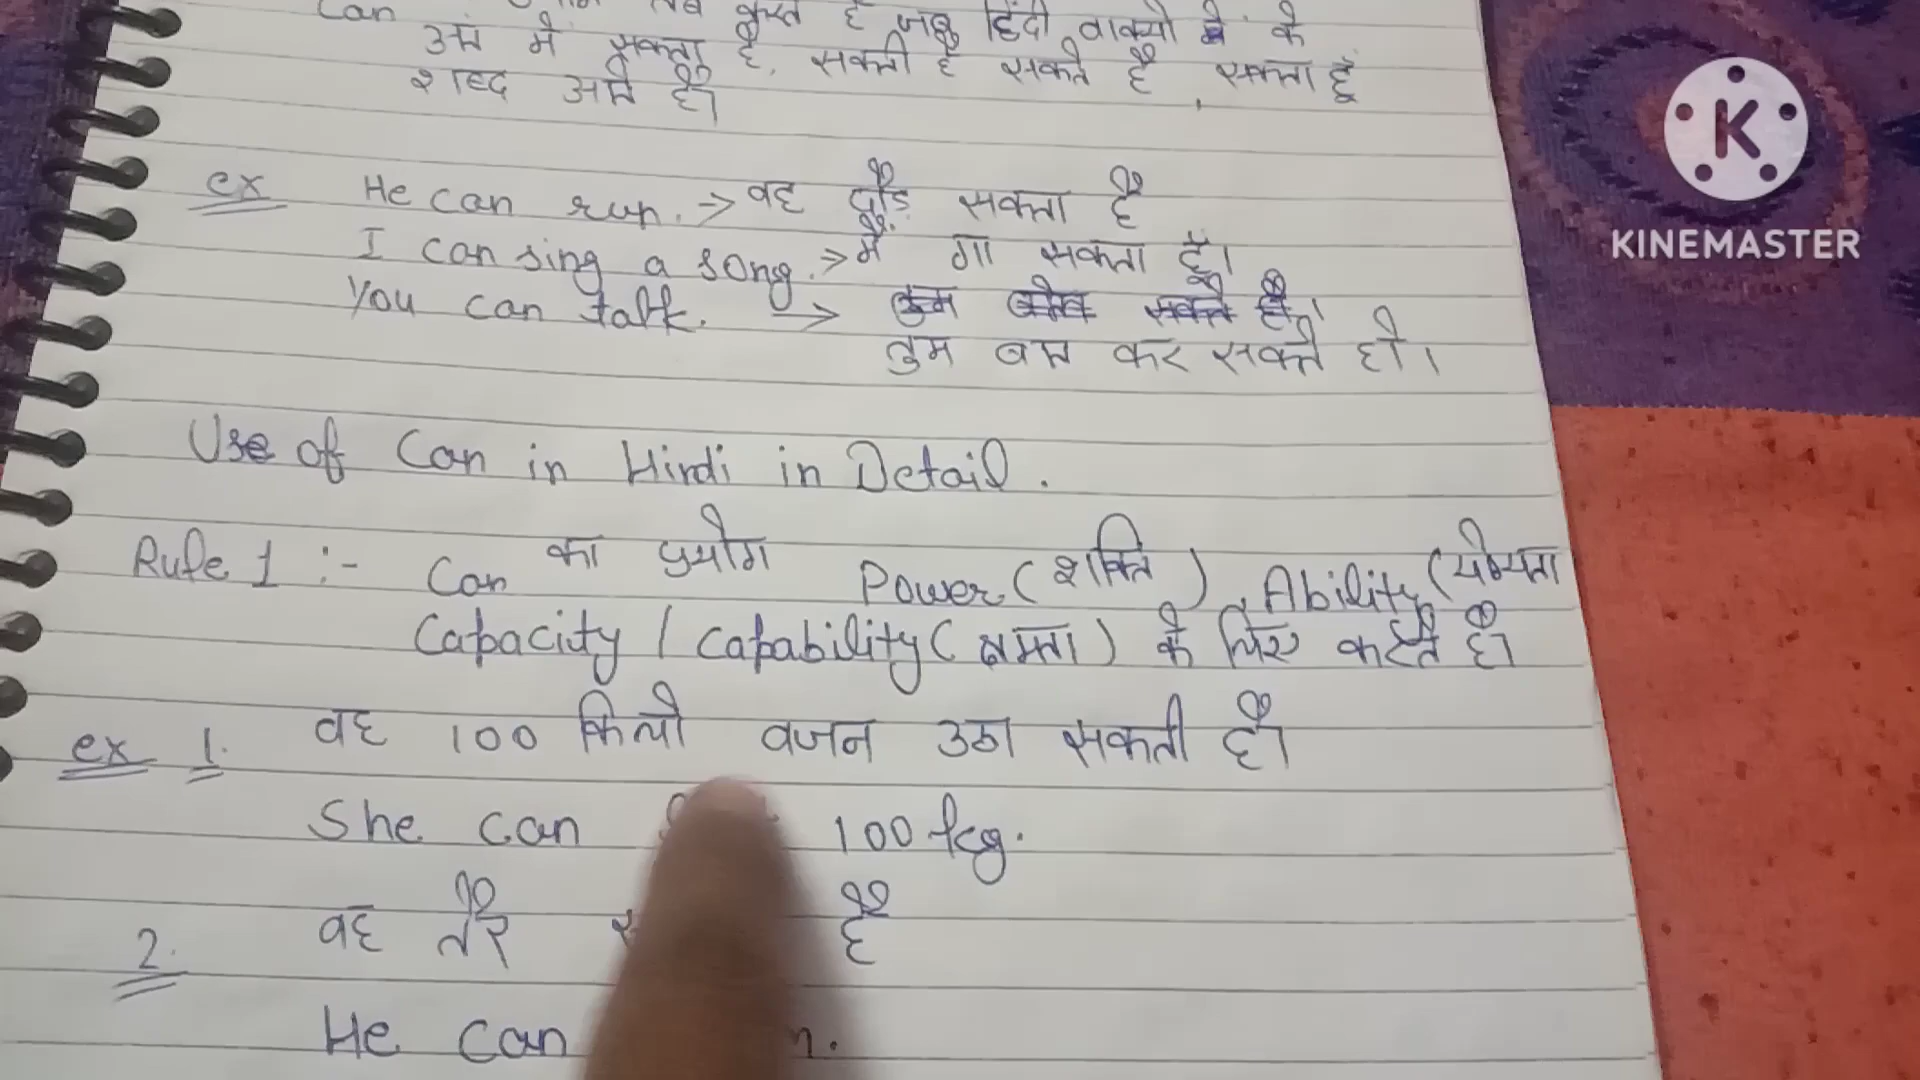 Can करते है जब हिंदी वाक्यो के
अंत में सकता है, सकती है सकते है, सकता हूँ
शब्द आते है।
ex He can run. → वह दौड़ सकता है
I can sing a song. → मैं गा सकता हूँ।
You can talk. →
तुम बात कर सकते हो।
Use of Can in Hindi in Detail.
Rule 1 :- Can का प्रयोग Power (शक्ति), Ability (योग्यता
Capacity / Capability (क्षमता) के लिए करते है।
ex 1. वह 100 किलो वजन उठा सकती है।
She can 100 kg.
2. वह तैर है
He can
K
KINEMASTER